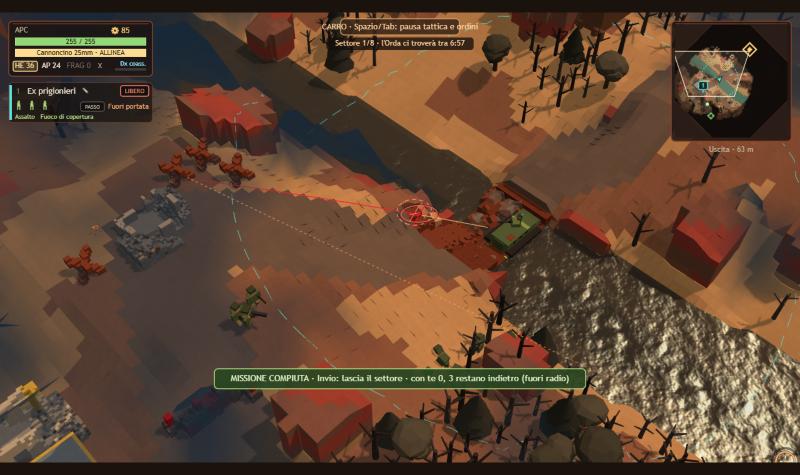 APC 85
255 / 255
Cannoncino 25mm - ALLINEA
HE 36 AP 24 FRAG 0 X Dx coass.
1 Ex prigionieri LIBERO
PASSO Fuori portata
Assalto Fuoco di copertura
CARRO · Spazio/Tab: pausa tattica e ordini
Settore 1/8 · l'Orda ci troverà tra 6:57
1
Uscita · 63 m
MISSIONE COMPIUTA · Invio: lascia il settore · con te 0, 3 restano indietro (fuori radio)